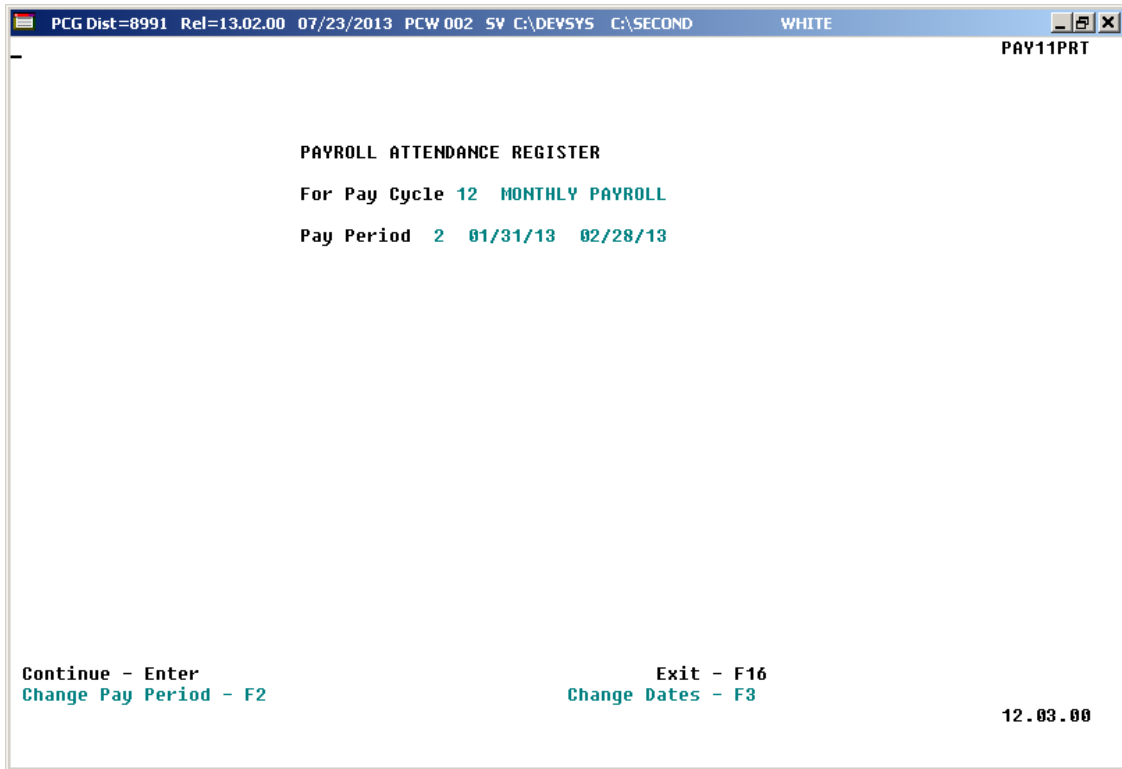 PCG Dist=8991 Rel=13.02.00 07/23/2013 PCW 002 SV C:\DEVSYS C:\SECOND WHITE
PAY11PRT
PAYROLL ATTENDANCE REGISTER
For Pay Cycle 12 MONTHLY PAYROLL
Pay Period 2 01/31/13 02/28/13
Continue - Enter Exit - F16
Change Pay Period - F2 Change Dates - F3
12.03.00